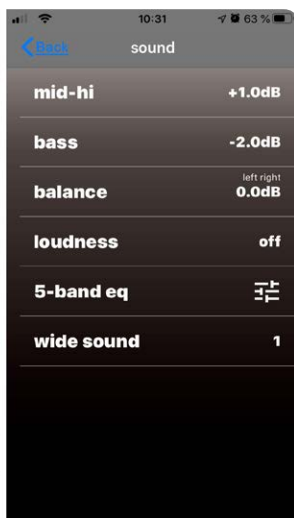 10:31
63 %
Back
sound
mid-hi
+1.0dB
bass
-2.0dB
left right
balance
0.0dB
loudness
off
5-band eq
wide sound
1